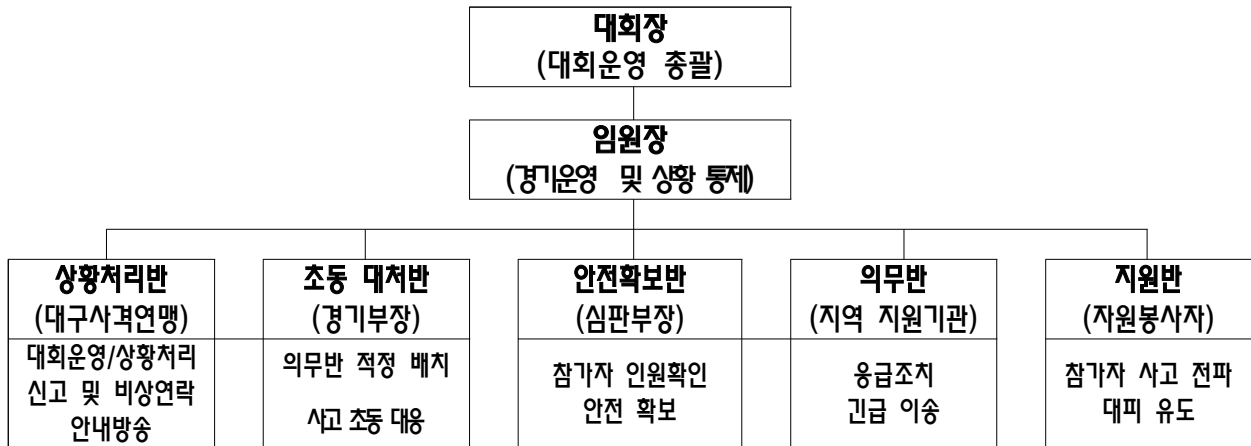 대회장
(대회운영 총괄)
임원장
(경기운영 및 상황 통제)
상황처리반
(대구사격연맹)
대회운영/상황처리
신고 및 비상연락
안내방송
초동 대처반
(경기부장)
의무반 적정 배치
사고 초동 대응
안전확보반
(심판부장)
참가자 인원확인
안전 확보
의무반
(지역 지원기관)
응급조치
긴급 이송
지원반
(자원봉사자)
참가자 사고 전파
대피 유도